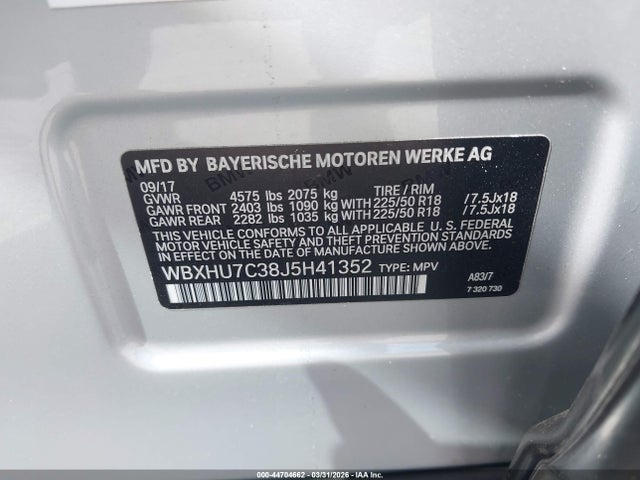 MFD BY BAYERISCHE MOTOREN WERKE AG
09/17
GVWR 4575 lbs 2075 kg TIRE / RIM
GAWR FRONT 2403 lbs 1090 kg WITH 225/50 R18 /7.5Jx18
GAWR REAR 2282 lbs 1035 kg WITH 225/50 R18 /7.5Jx18
THIS VEHICLE CONFORMS TO ALL APPLICABLE U. S. FEDERAL
MOTOR VEHICLE SAFETY, BUMPER, AND THEFT PREVENTION STANDARDS
IN EFFECT ON THE DATE OF MANUFACTURE SHOWN ABOVE.
WBXHU7C38J5H41352 TYPE: MPV
A83/7
7 320 730
000-44704662 - 03/31/2026 - IAA Inc.